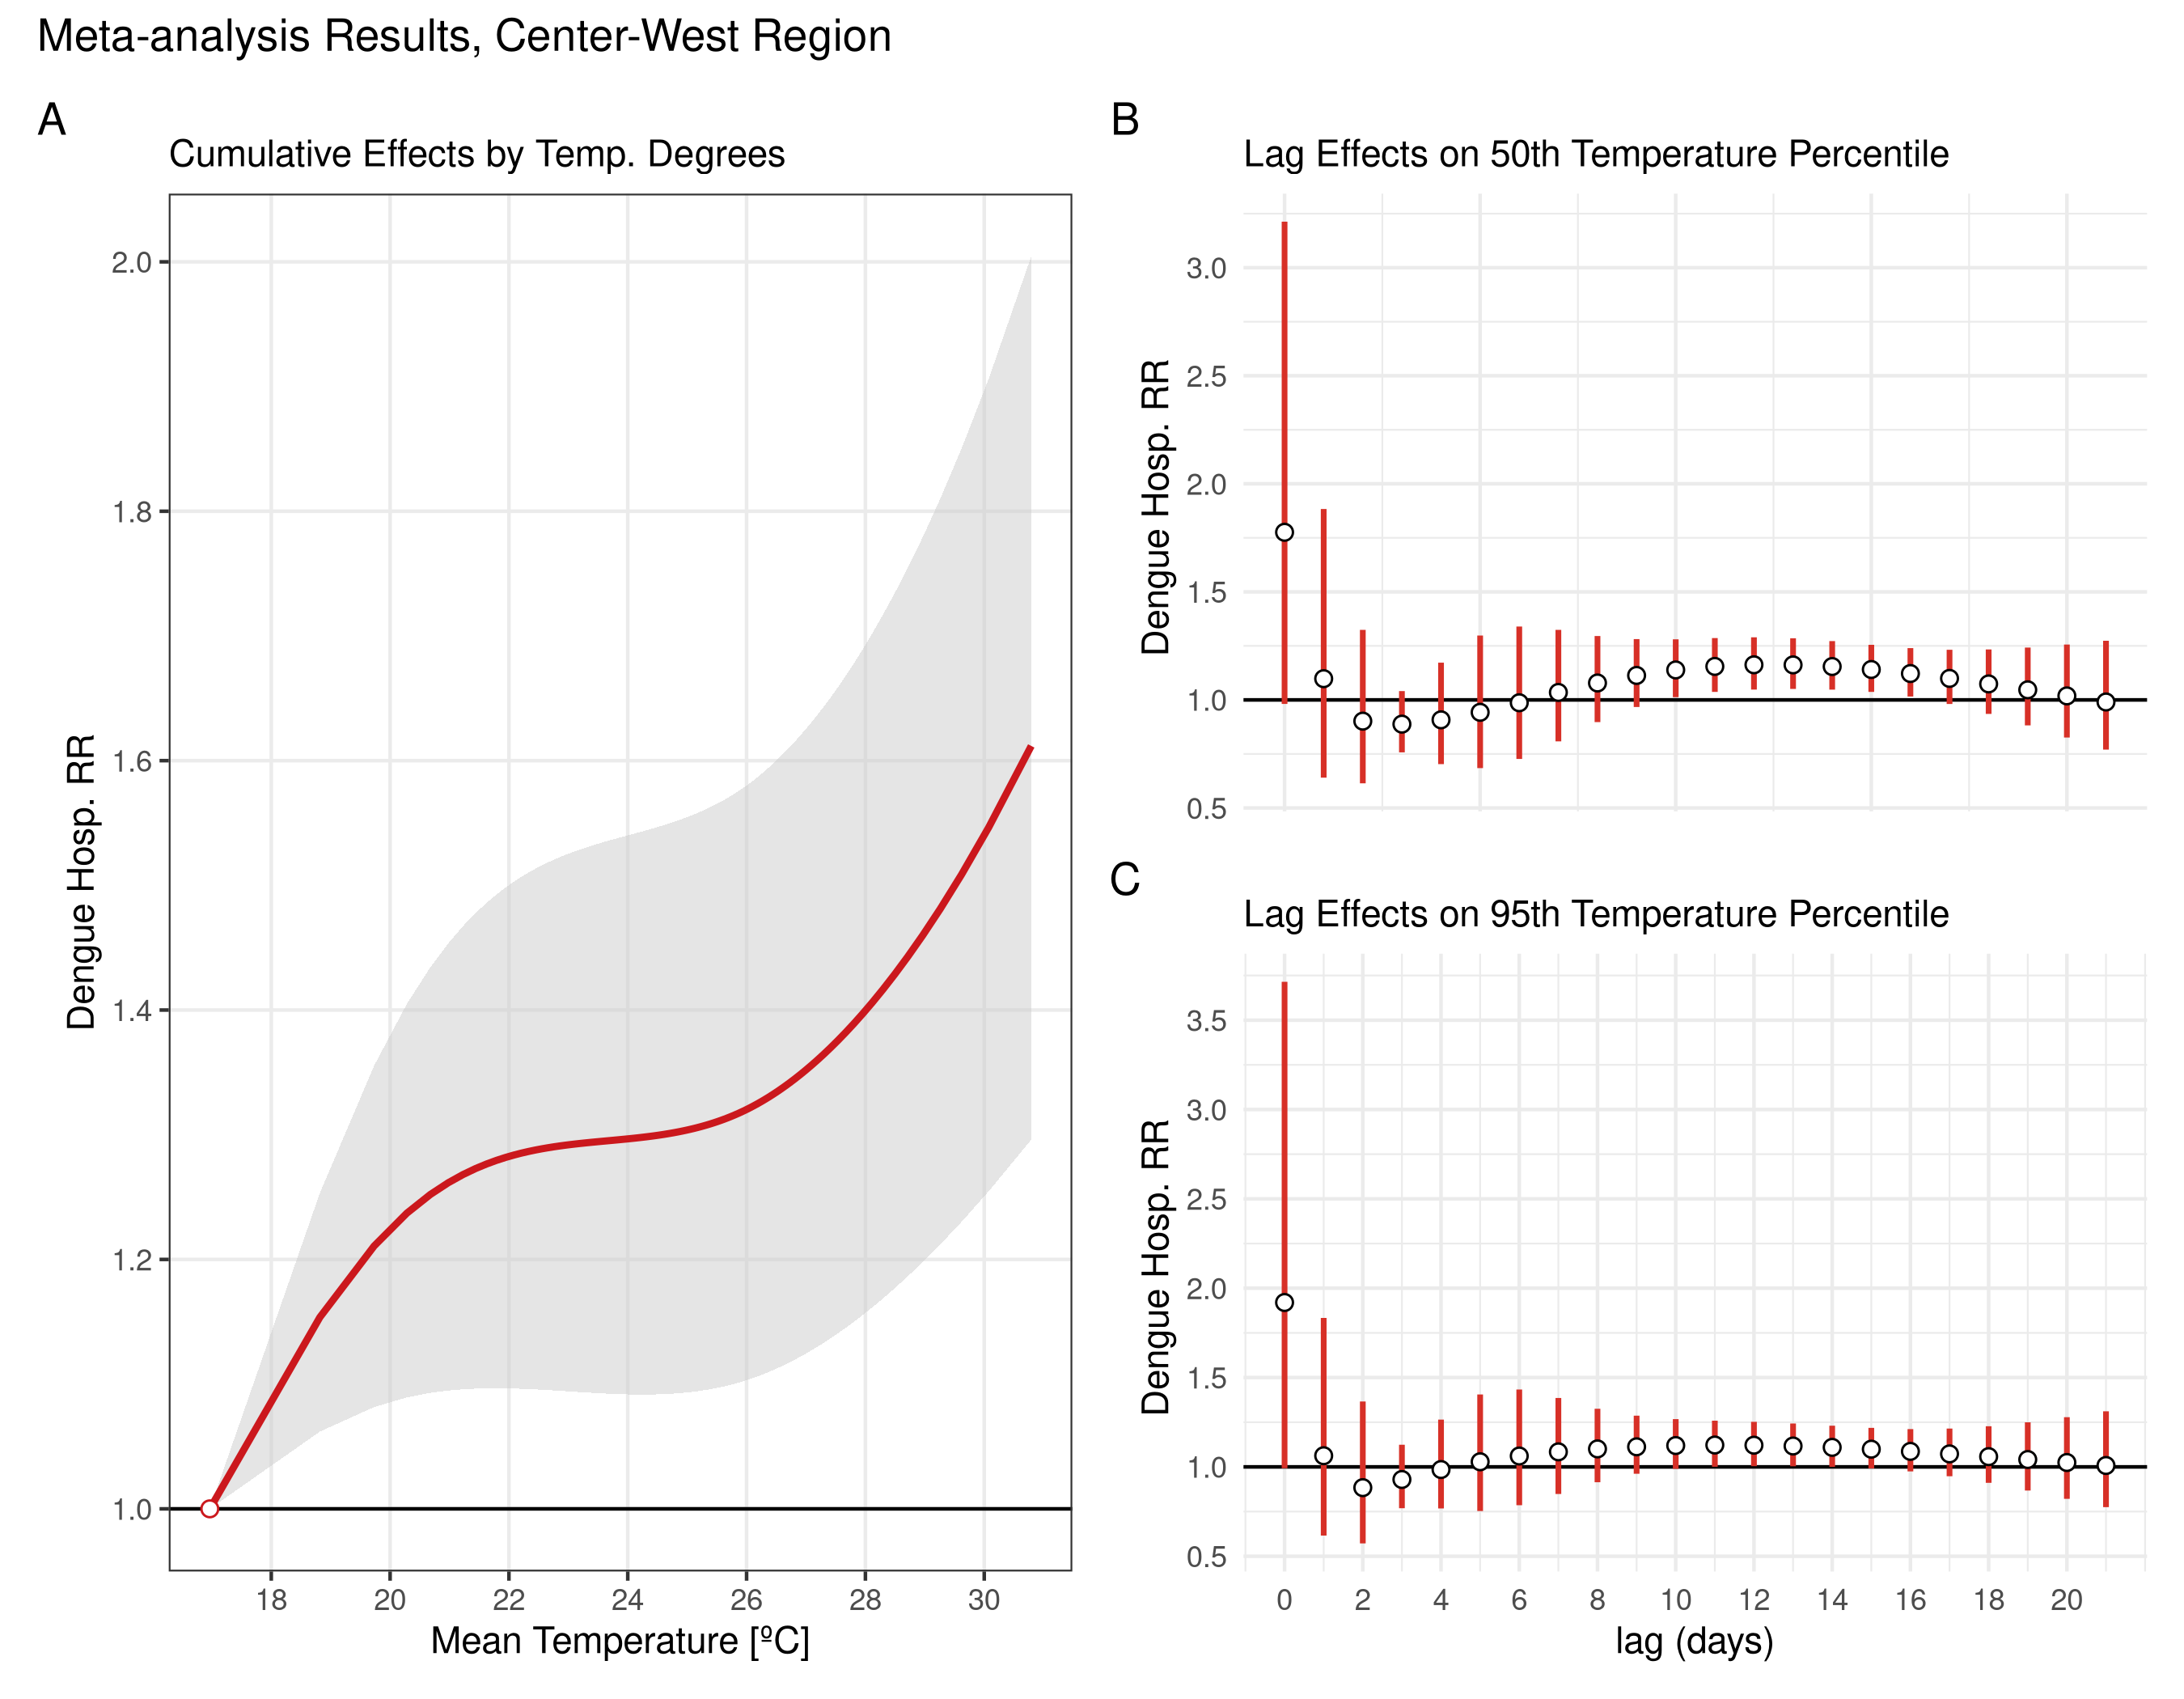 Meta-analysis Results, Center-West Region
A
Cumulative Effects by Temp. Degrees
Dengue Hosp. RR
2.0
1.8
1.6
1.4
1.2
1.0
18 20 22 24 26 28 30
Mean Temperature [ºC]
B
Lag Effects on 50th Temperature Percentile
Dengue Hosp. RR
3.0
2.5
2.0
1.5
1.0
0.5
C
Lag Effects on 95th Temperature Percentile
Dengue Hosp. RR
3.5
3.0
2.5
2.0
1.5
1.0
0.5
0 2 4 6 8 10 12 14 16 18 20
lag (days)